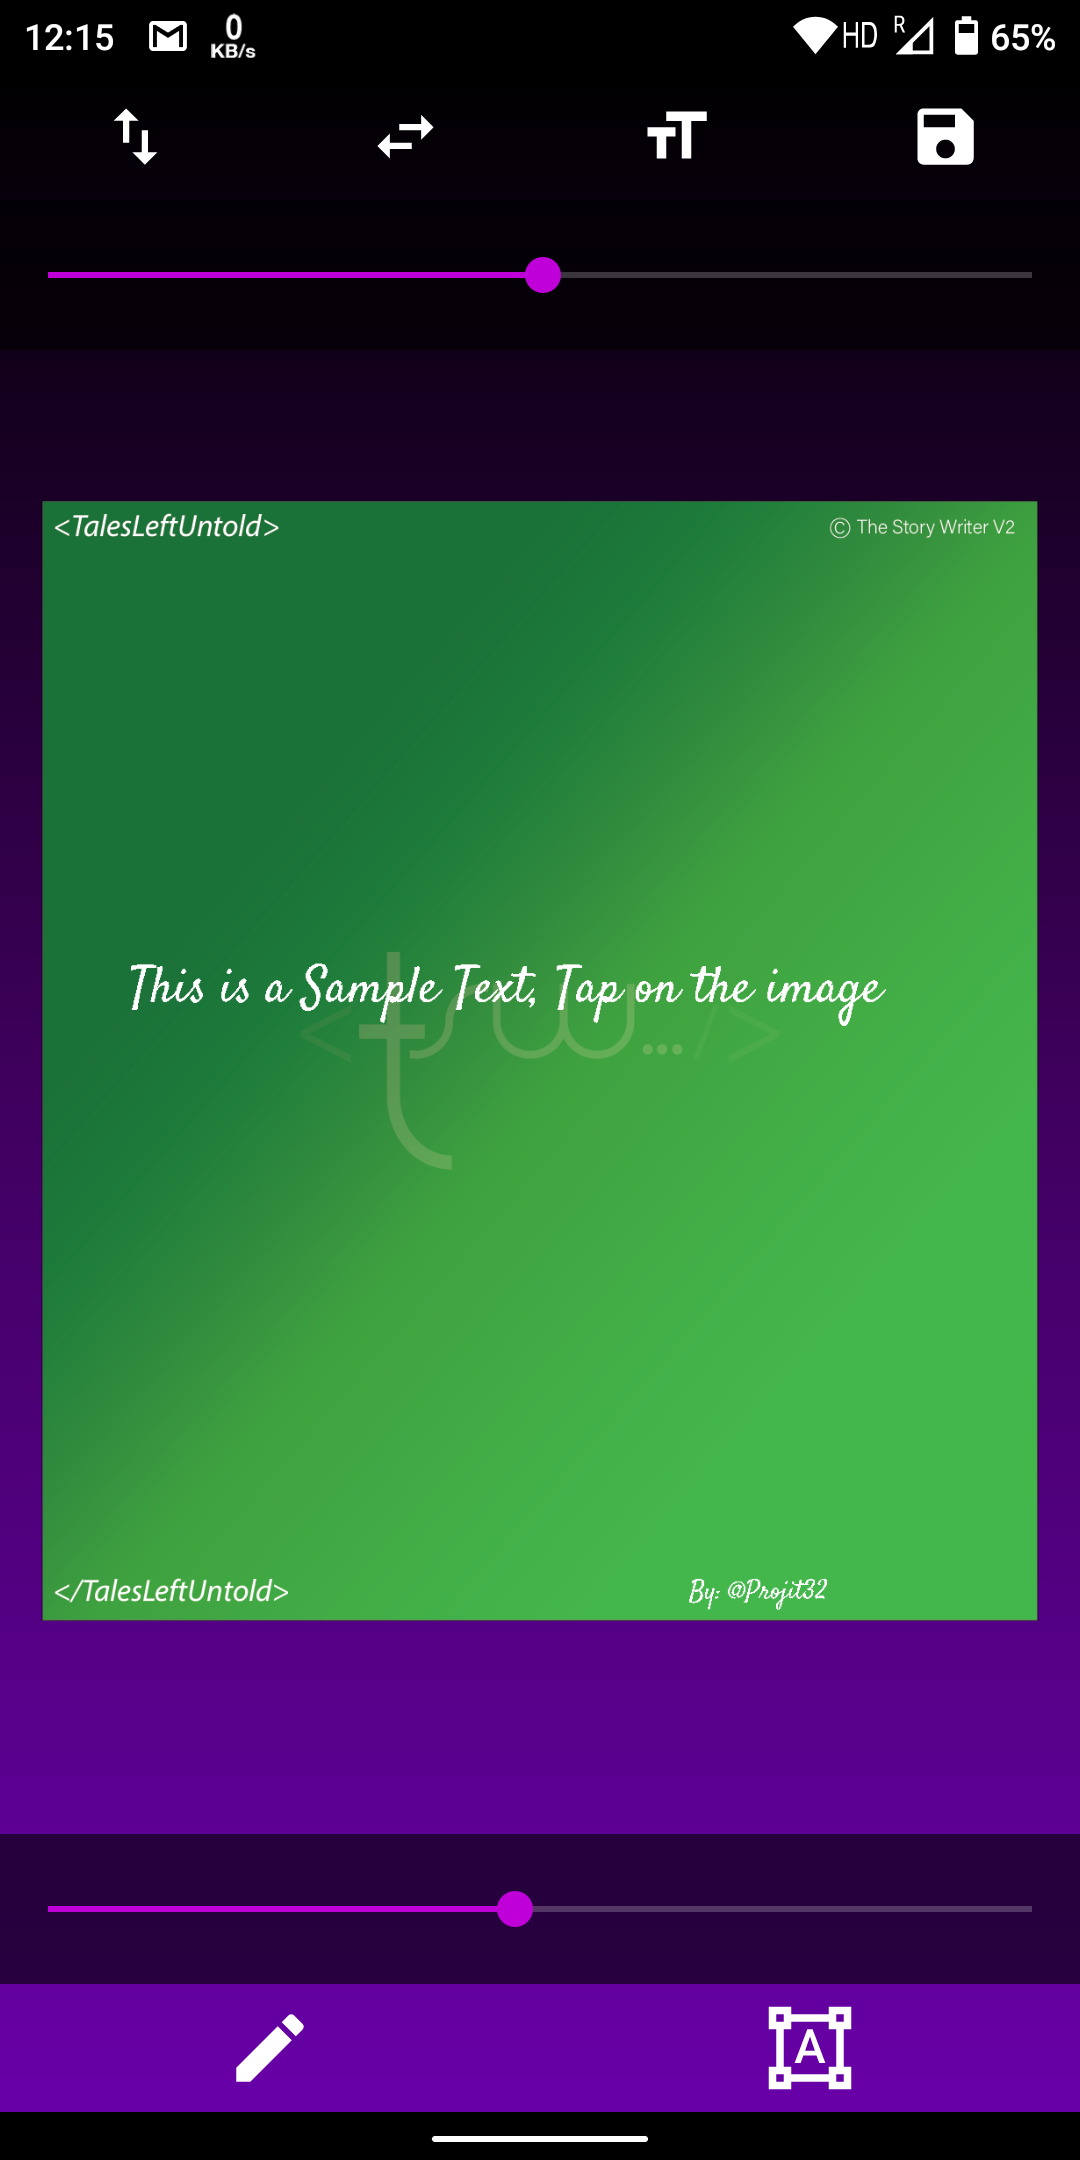 12:15
0
KB/s
HD
R
65%
<TalesLeftUntold>
© The Story Writer V2
This is a Sample Text, Tap on the image
<tsw.../>
</TalesLeftUntold>
By: @Projit32
A